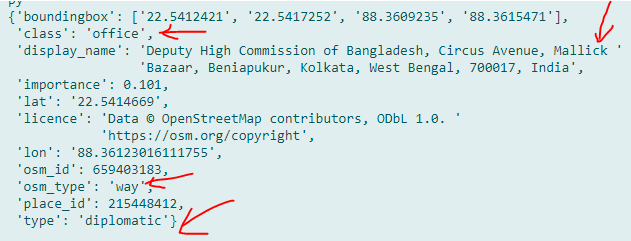 py
{'boundingbox': ['22.5412421', '22.5417252', '88.3609235', '88.3615471'],
'class': 'office',
'display_name': 'Deputy High Commission of Bangladesh, Circus Avenue, Mallick '
'Bazaar, Beniapukur, Kolkata, West Bengal, 700017, India',
'importance': 0.101,
'lat': '22.5414669',
'licence': 'Data © OpenStreetMap contributors, ODbL 1.0. '
'https://osm.org/copyright',
'lon': '88.36123016111755',
'osm_id': 659403183,
'osm_type': 'way',
'place_id': 215448412,
'type': 'diplomatic'}